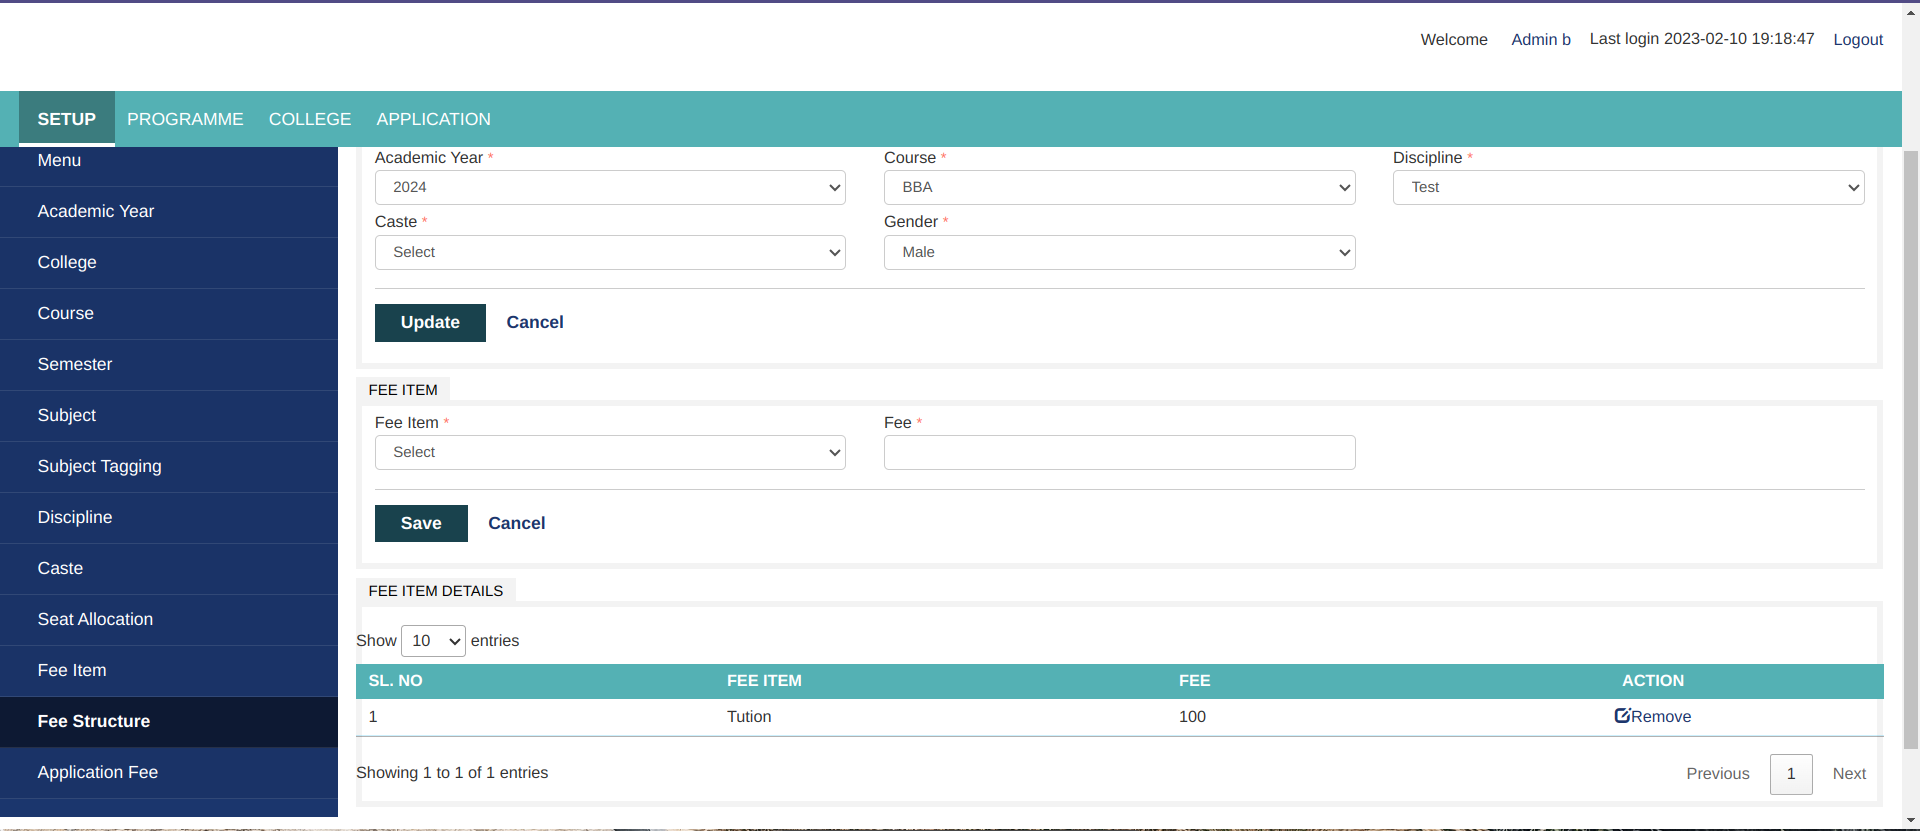 Welcome Admin b Last login 2023-02-10 19:18:47 Logout
SETUP PROGRAMME COLLEGE APPLICATION
Menu
Academic Year
College
Course
Semester
Subject
Subject Tagging
Discipline
Caste
Seat Allocation
Fee Item
Fee Structure
Application Fee
Academic Year * Course * Discipline *
2024 BBA Test
Caste * Gender *
Select Male
Update Cancel
FEE ITEM
Fee Item * Fee *
Select
Save Cancel
FEE ITEM DETAILS
Show 10 entries
SL. NO FEE ITEM FEE ACTION
1 Tution 100 Remove
Showing 1 to 1 of 1 entries Previous 1 Next